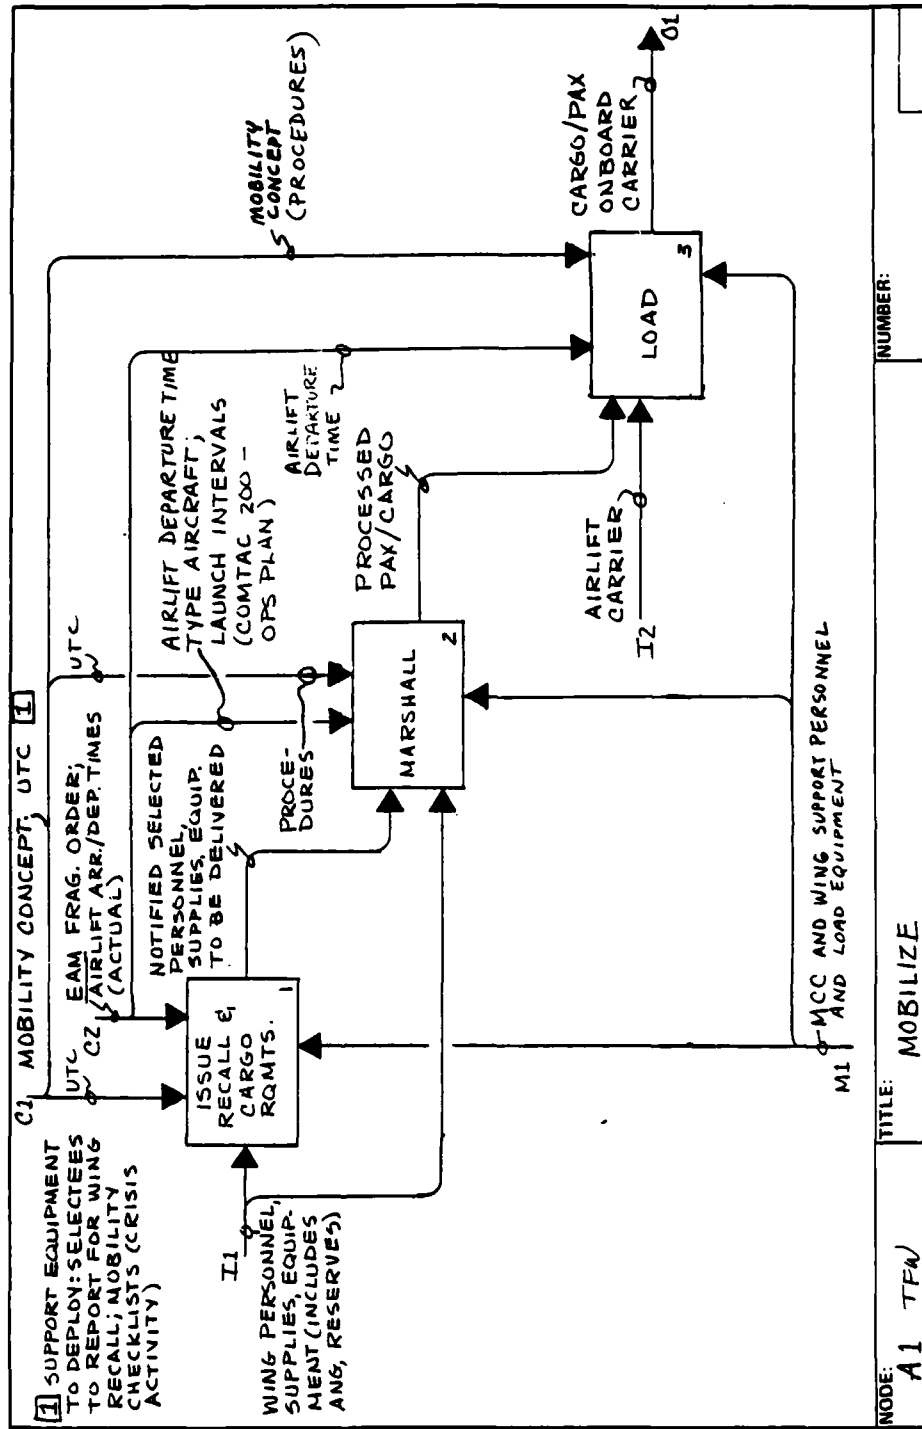 C1 MOBILITY CONCEPT; UTC [1]
[1] SUPPORT EQUIPMENT
TO DEPLOY: SELECTEES
TO REPORT FOR WING
RECALL; MOBILITY
CHECKLISTS (CRISIS
ACTIVITY)
UTC
C2
EAM FRAG. ORDER;
AIRLIFT ARR./DEP. TIMES
(ACTUAL)
UTC
MOBILITY
CONCEPT
(PROCEDURES)
AIRLIFT DEPARTURE TIME
TYPE AIRCRAFT;
LAUNCH INTERVALS
(COMTAC 200-
OPS PLAN)
AIRLIFT
DEPARTURE
TIME
NOTIFIED SELECTED
PERSONNEL,
SUPPLIES, EQUIP.
TO BE DELIVERED
PROCE-
DURES
I1
WING PERSONNEL,
SUPPLIES, EQUIP-
MENT (INCLUDES
ANG, RESERVES)
ISSUE
RECALL &
CARGO
RQMTS.
1
MARSHALL
2
PROCESSED
PAX/CARGO
AIRLIFT
CARRIER
I2
LOAD
3
CARGO/PAX
ONBOARD
CARRIER
O1
M1
MCC AND WING SUPPORT PERSONNEL
AND LOAD EQUIPMENT
NODE: A1 TFW
TITLE: MOBILIZE
NUMBER: